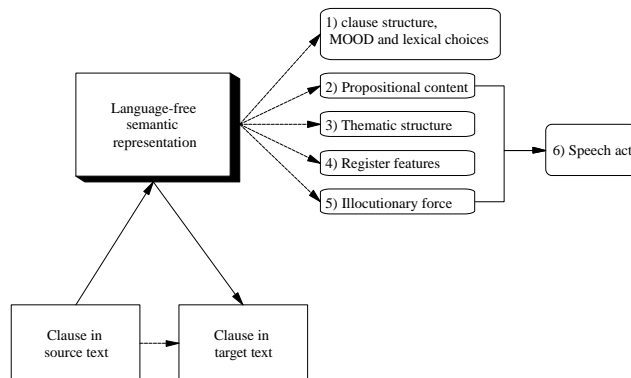 1) clause structure,
MOOD and lexical choices
Language-free
semantic
representation
2) Propositional content
3) Thematic structure
4) Register features
5) Illocutionary force
6) Speech act
Clause in
source text
Clause in
target text